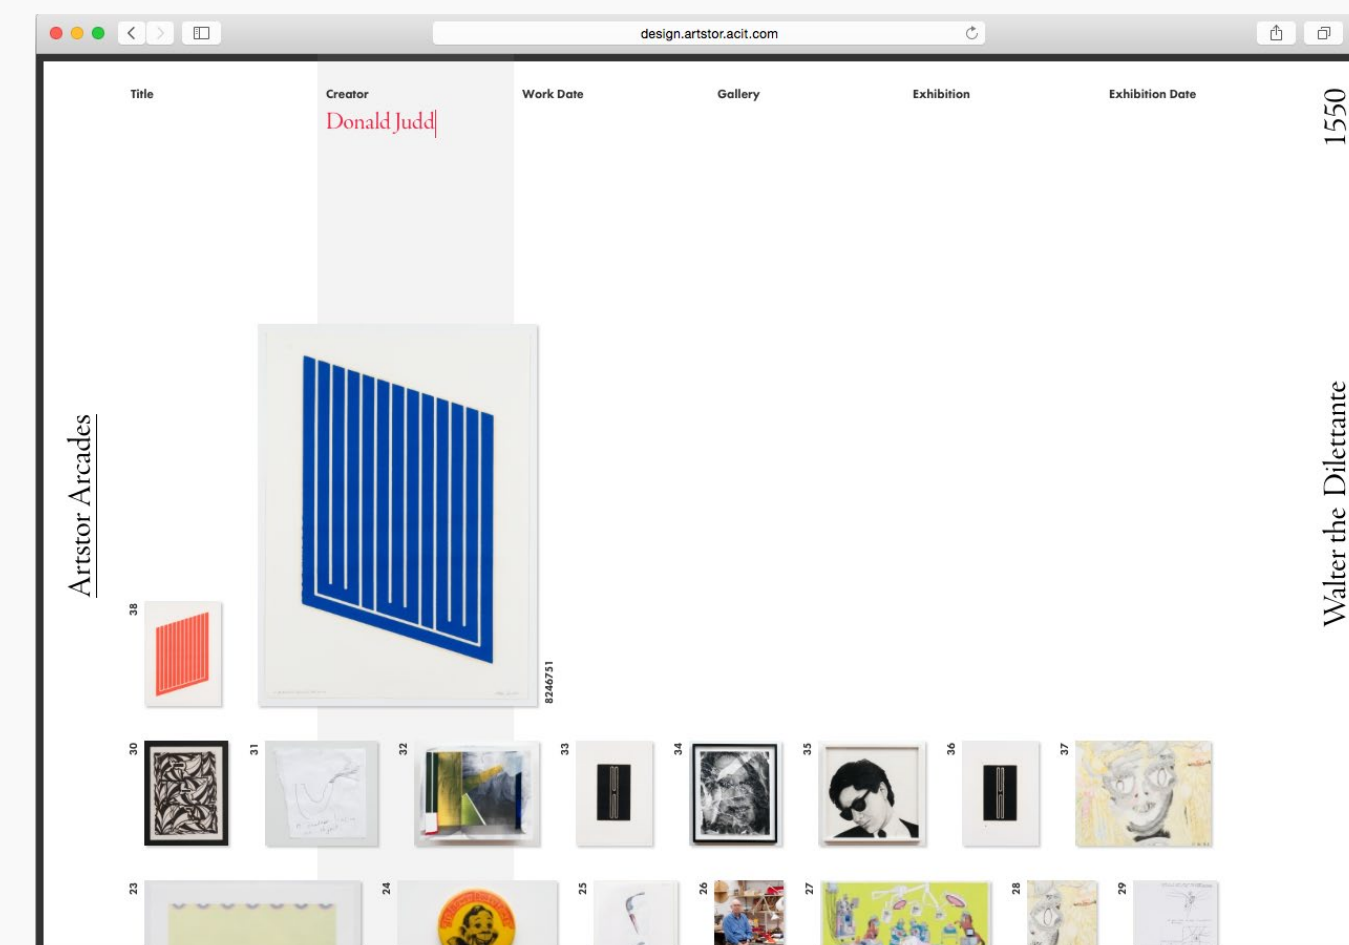 design.artstor.acit.com
Title
Creator
Work Date
Gallery
Exhibition
Exhibition Date
Donald Judd
1550
Artstor Arcades
Walter the Dilettante
8246751
38
30
31
32
33
34
35
36
37
23
24
25
26
27
28
29